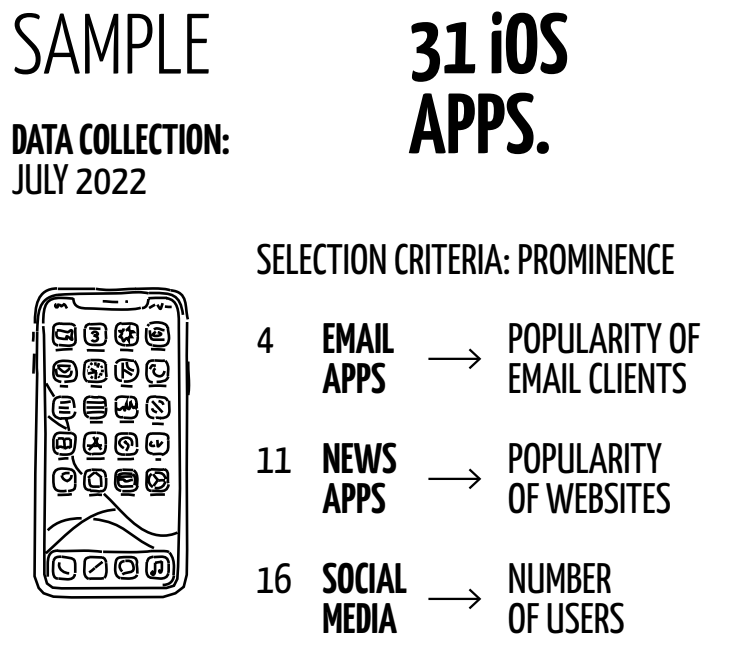 SAMPLE
31 iOS
APPS.
DATA COLLECTION:
JULY 2022
SELECTION CRITERIA: PROMINENCE
4 EMAIL APPS → POPULARITY OF EMAIL CLIENTS
11 NEWS APPS → POPULARITY OF WEBSITES
16 SOCIAL MEDIA → NUMBER OF USERS
3